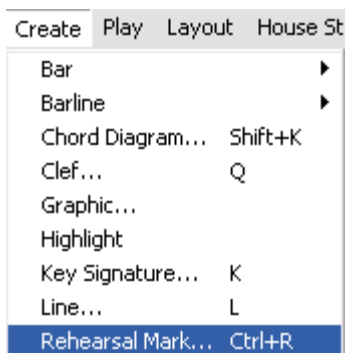 Create Play Layout House St
Bar
Barline
Chord Diagram... Shift+K
Clef... Q
Graphic...
Highlight
Key Signature... K
Line... L
Rehearsal Mark... Ctrl+R